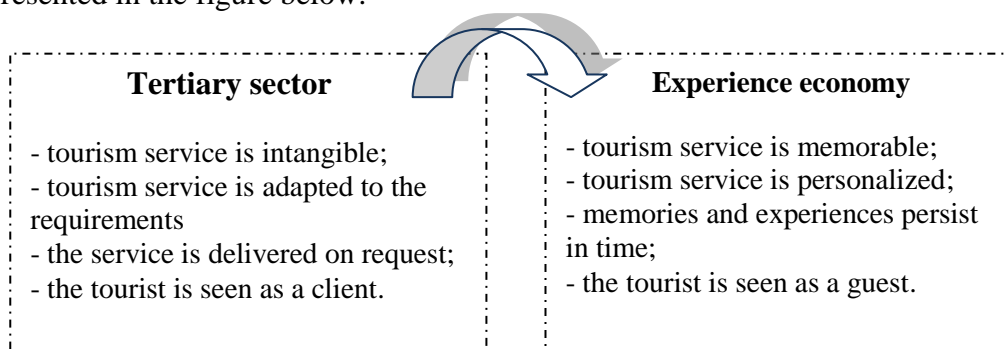 resented in the figure below:
Tertiary sector
- tourism service is intangible;
- tourism service is adapted to the
requirements
- the service is delivered on request;
- the tourist is seen as a client.
Experience economy
- tourism service is memorable;
- tourism service is personalized;
- memories and experiences persist
in time;
- the tourist is seen as a guest.